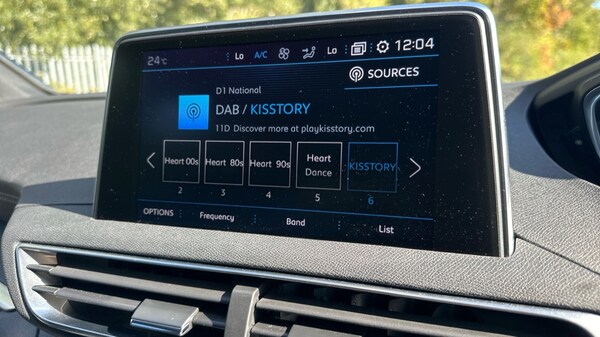 24°C Lo A/C Lo 12:04
SOURCES
D1 National
DAB / KISSTORY
11D Discover more at playkisstory.com
Heart 00s Heart 80s Heart 90s Heart Dance KISSTORY
2 3 4 5 6
OPTIONS Frequency Band List